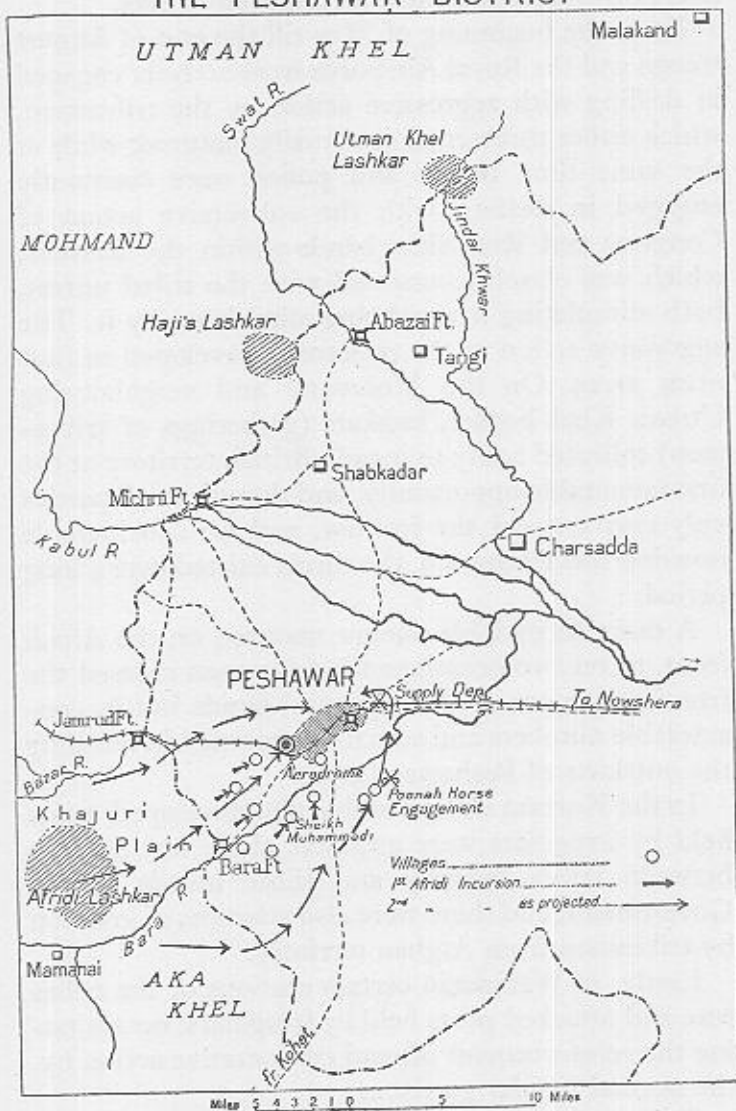 THE PESHAWAR DISTRICT
UTMAN KHEL
Malakand
Swat R.
Utman Khel
Lashkar
Jindai Khwar
MOHMAND
Haji's Lashkar
Abazai Ft.
Tangi
Shabkadar
Michni Ft.
Kabul R
Charsadda
PESHAWAR
Supply Dep.
To Nowshera
Jamrud Ft.
Barai R.
Aerodrome
Poonah Horse
Engagement
Khajuri
Plain
Sheikh
Muhammadi
Bara Ft
Afridi Lashkar
Bara R.
Villages
1st Afridi Incursion
2nd " as projected
Mamanai
AKA
KHEL
Fr. Kohat
Miles 5 4 3 2 1 0 5 10 Miles